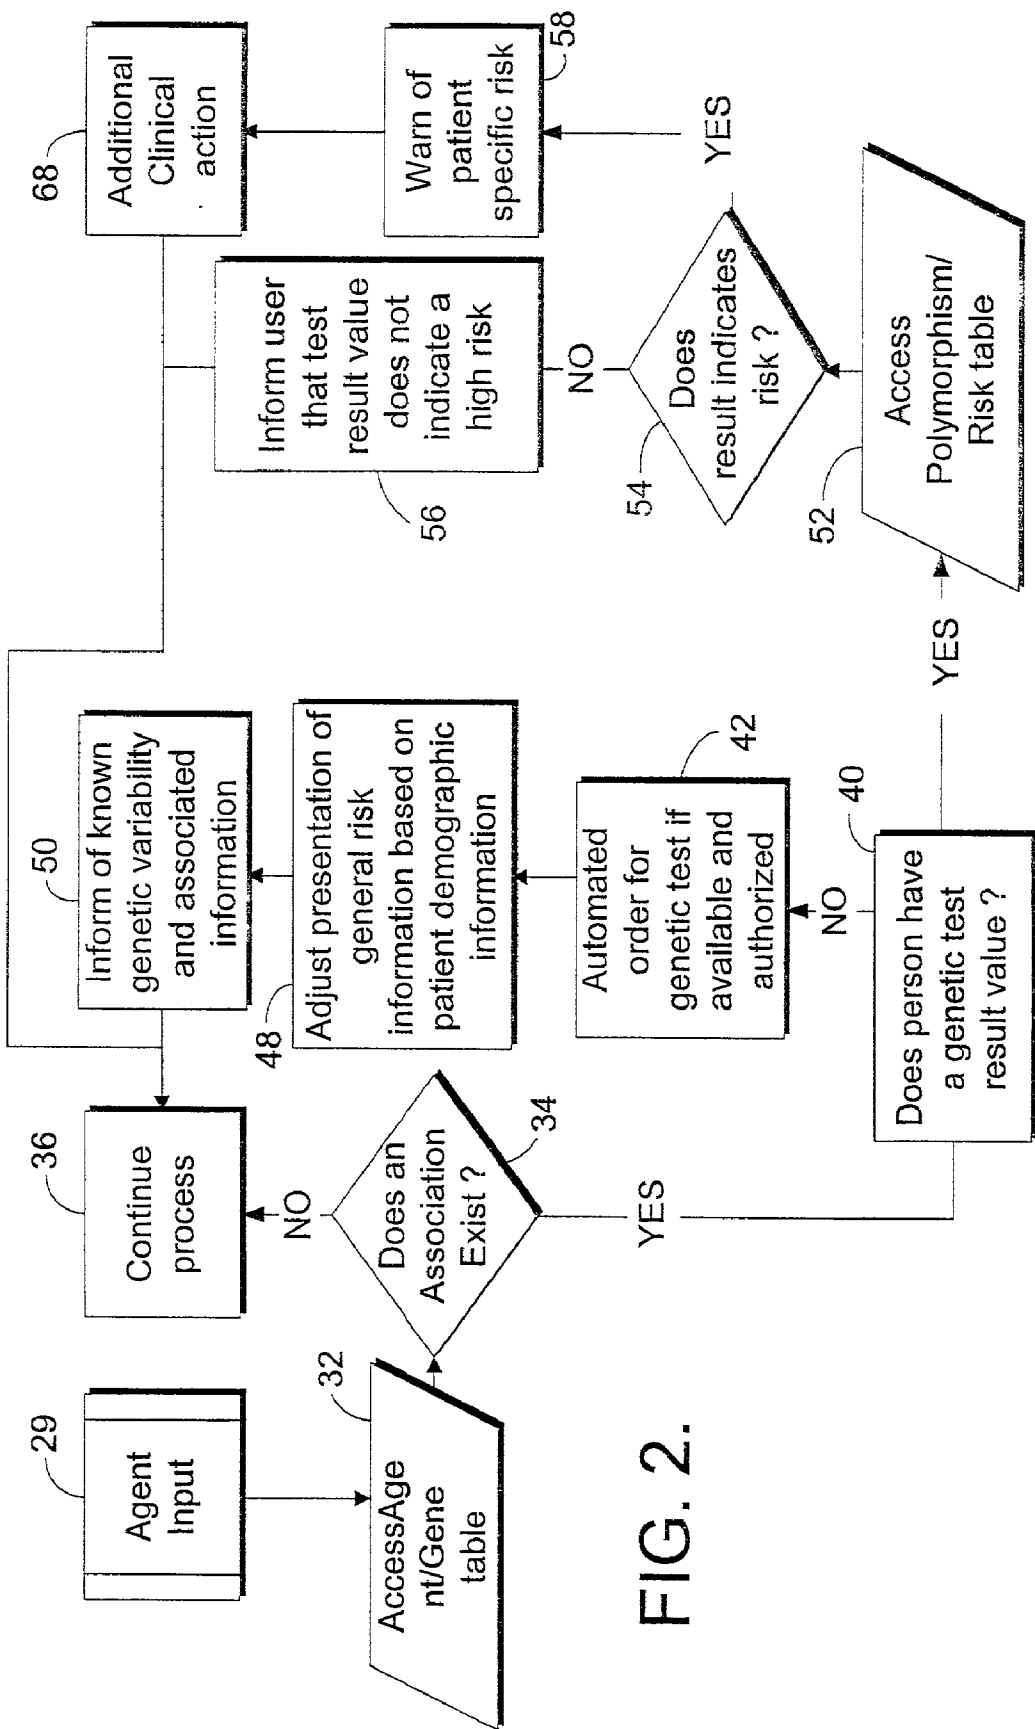 29
Agent
Input
32
AccessAge
nt/Gene
table
34
Does an
Association
Exist ?
NO
YES
36
Continue
process
40
Does person have
a genetic test
result value ?
NO
YES
42
Automated
order for
genetic test if
available and
authorized
48
Adjust presentation of
general risk
information based on
patient demographic
information
50
Inform of known
genetic variability
and associated
information
52
Access
Polymorphism/
Risk table
54
Does
result indicates
risk ?
NO
YES
56
Inform user
that test
result value
does not
indicate a
high risk
58
Warn of
patient
specific risk
68
Additional
Clinical
action
FIG. 2.